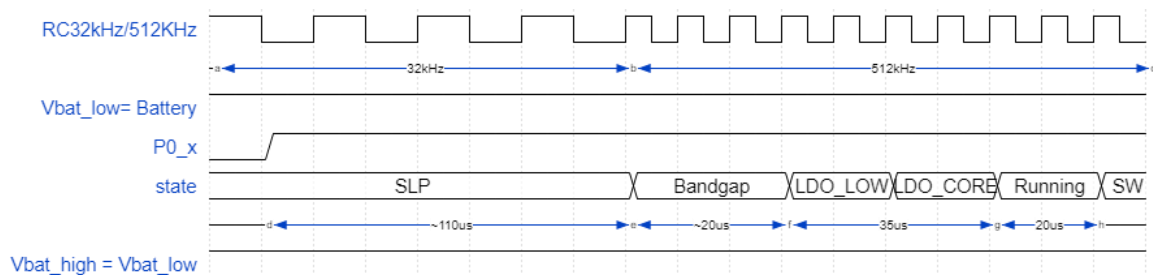 RC32kHz/512KHz
a 32kHz b 512kHz c
Vbat_low= Battery
P0_x
state SLP Bandgap LDO_LOW LDO_CORE Running SW
d ~110us e ~20us f 35us g 20us h
Vbat_high = Vbat_low